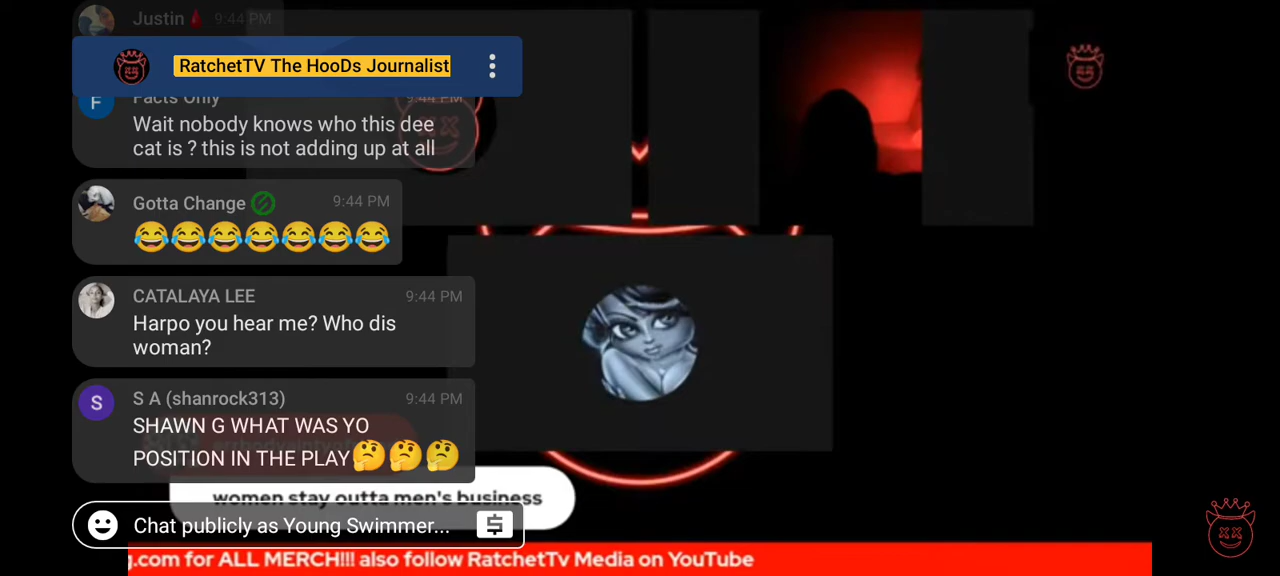 Justin 9:44 PM
RatchetTV The HooDs Journalist
F Facts Only 9:44 PM
Wait nobody knows who this dee
cat is ? this is not adding up at all
Gotta Change 9:44 PM
😂😂😂😂😂😂😂
CATALAYA LEE 9:44 PM
Harpo you hear me? Who dis
woman?
S S A (shanrock313) 9:44 PM
SHAWN G WHAT WAS YO
POSITION IN THE PLAY🤔🤔🤔
women stay outta men's business
Chat publicly as Young Swimmer...
g.com for ALL MERCH!!! also follow RatchetTv Media on YouTube